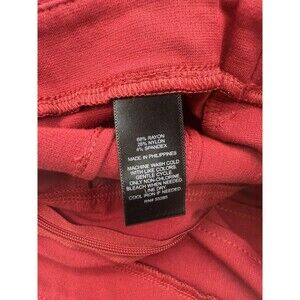 68% RAYON
28% NYLON
4% SPANDEX
MADE IN PHILIPPINES
MACHINE WASH COLD
WITH LIKE COLORS
GENTLE CYCLE
ONLY NON-CHLORINE
BLEACH WHEN NEEDED
LINE DRY.
COOL IRON IF NEEDED.
RN#